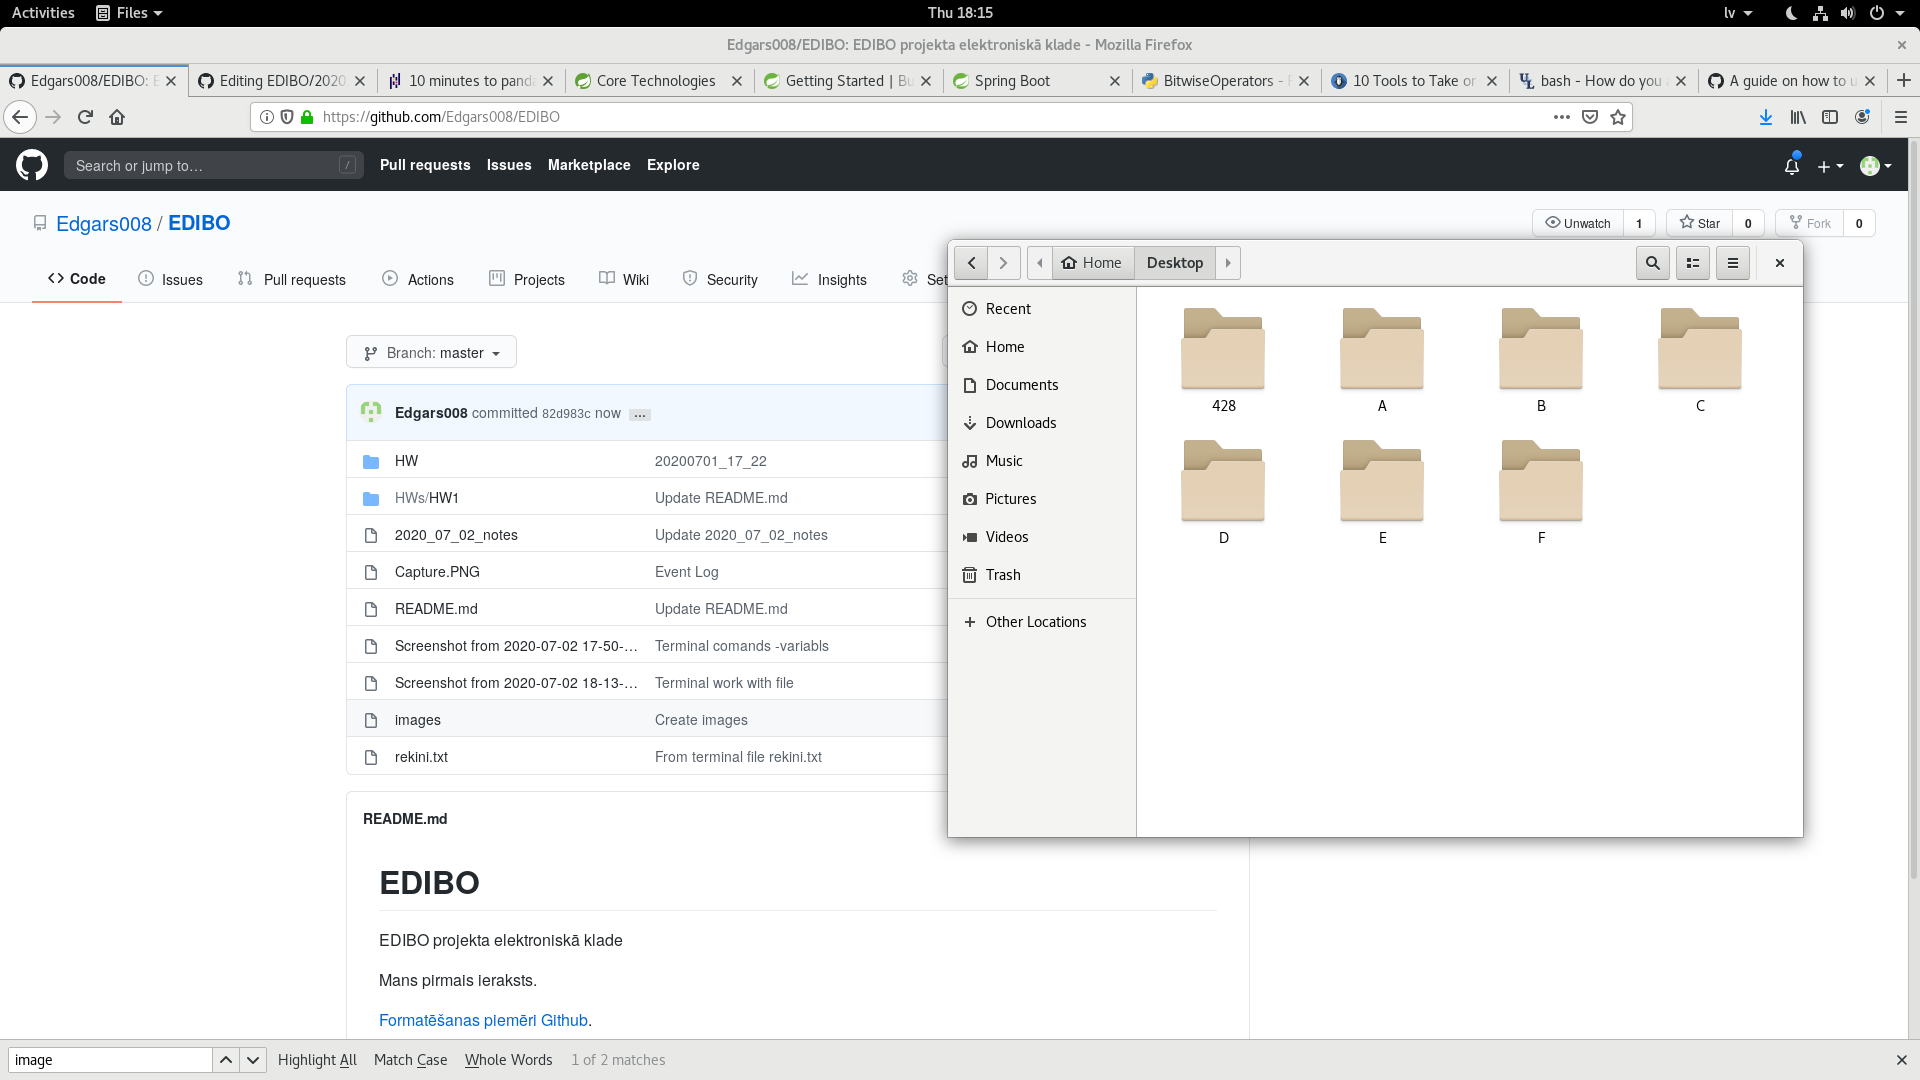 Activities Files Thu 18:15 lv
Edgars008/EDIBO: EDIBO projekta elektroniskā klade - Mozilla Firefox
Edgars008/EDIBO: E Editing EDIBO/2020 10 minutes to panda Core Technologies Getting Started | Bu Spring Boot BitwiseOperators - 10 Tools to Take or bash - How do you A guide on how to u
https://github.com/Edgars008/EDIBO
Search or jump to… / Pull requests Issues Marketplace Explore
Edgars008 / EDIBO
Unwatch 1 Star 0 Fork 0
Code Issues Pull requests Actions Projects Wiki Security Insights Set
Branch: master
Edgars008 committed 82d983c now …
HW 20200701_17_22
HWs/HW1 Update README.md
2020_07_02_notes Update 2020_07_02_notes
Capture.PNG Event Log
README.md Update README.md
Screenshot from 2020-07-02 17-50-… Terminal comands -variabls
Screenshot from 2020-07-02 18-13-… Terminal work with file
images Create images
rekini.txt From terminal file rekini.txt
README.md
EDIBO
EDIBO projekta elektroniskā klade
Mans pirmais ieraksts.
Formatēšanas piemēri Github.
Home Desktop
Recent
Home
Documents
Downloads
Music
Pictures
Videos
Trash
Other Locations
428 A B C
D E F
image Highlight All Match Case Whole Words 1 of 2 matches